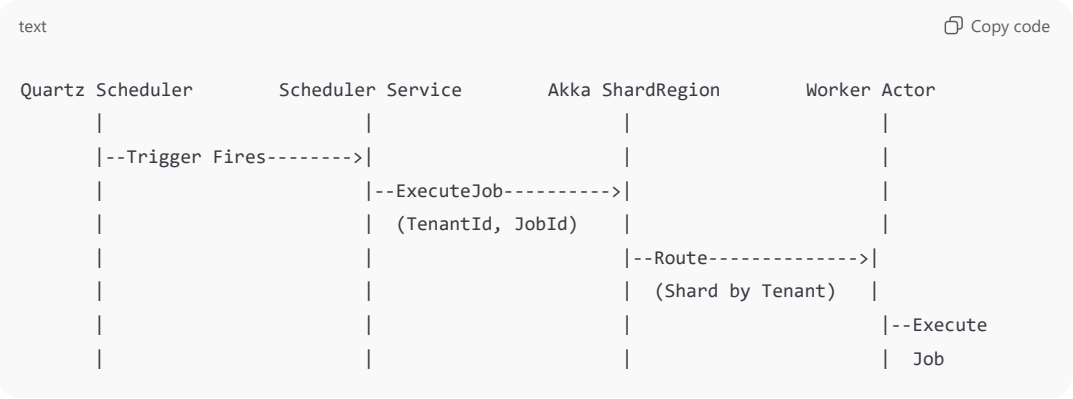 text Copy code
Quartz Scheduler        Scheduler Service        Akka ShardRegion        Worker Actor
       |                        |                       |                       |
       |--Trigger Fires-------->|                       |                       |
       |                        |--ExecuteJob---------->|                       |
       |                        |  (TenantId, JobId)    |                       |
       |                        |                       |--Route-------------->|
       |                        |                       |  (Shard by Tenant)   |
       |                        |                       |                       |--Execute
       |                        |                       |                       |  Job